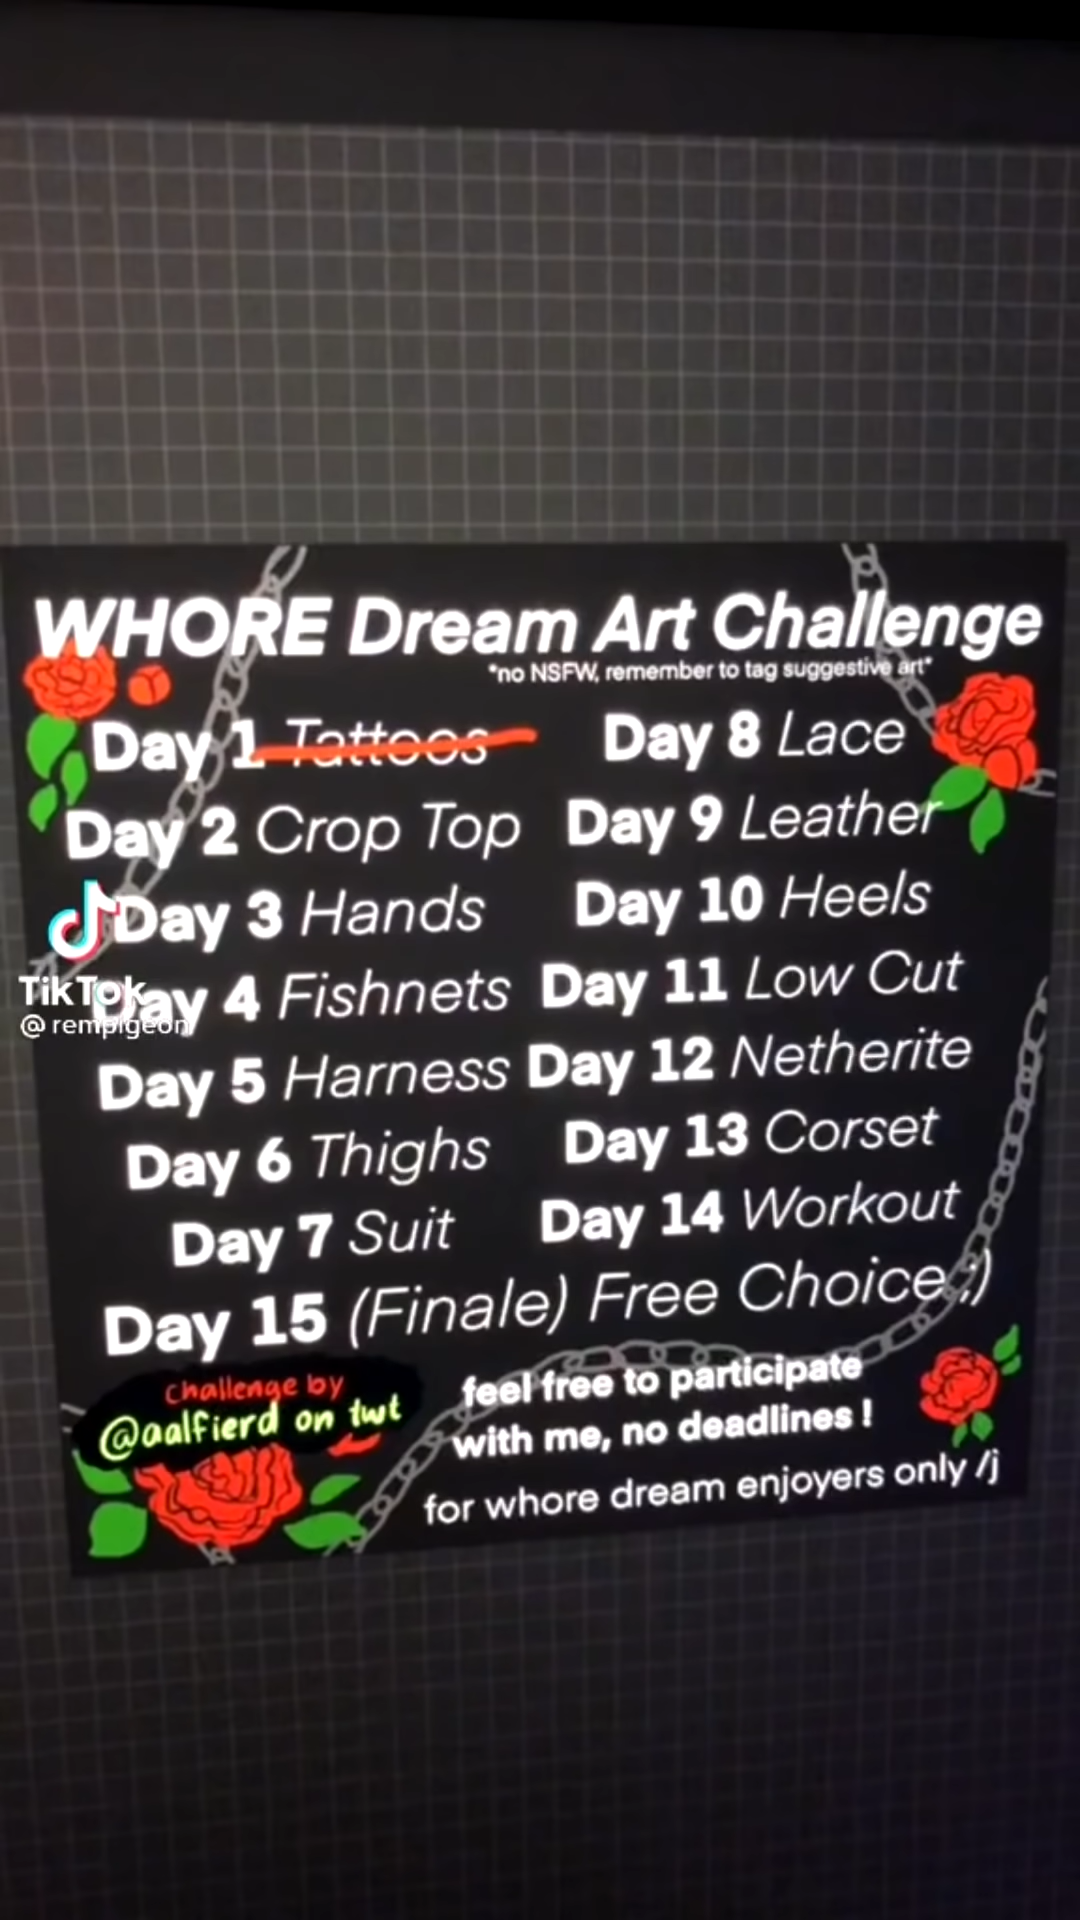 WHORE Dream Art Challenge
*no NSFW, remember to tag suggestive art*
Day 1 Tattoos
Day 2 Crop Top
Day 3 Hands
Day 4 Fishnets
Day 5 Harness
Day 6 Thighs
Day 7 Suit
Day 8 Lace
Day 9 Leather
Day 10 Heels
Day 11 Low Cut
Day 12 Netherite
Day 13 Corset
Day 14 Workout
Day 15 (Finale) Free Choice ;)
challenge by
@aalfierd on twt
feel free to participate
with me, no deadlines !
for whore dream enjoyers only /j
TikTok
@rempigeon